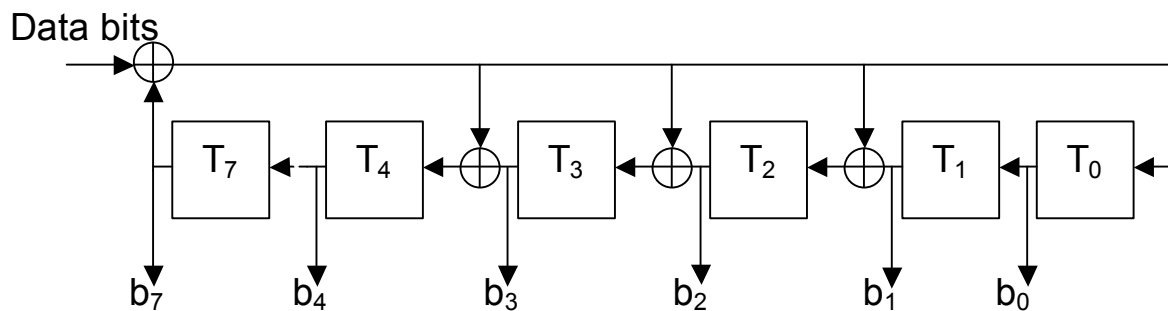 Data bits
T₇ T₄ T₃ T₂ T₁ T₀
b₇ b₄ b₃ b₂ b₁ b₀